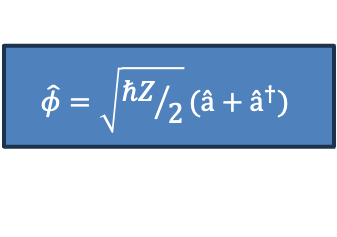 ϕ̂ = √ℏZ/2 (â + â†)